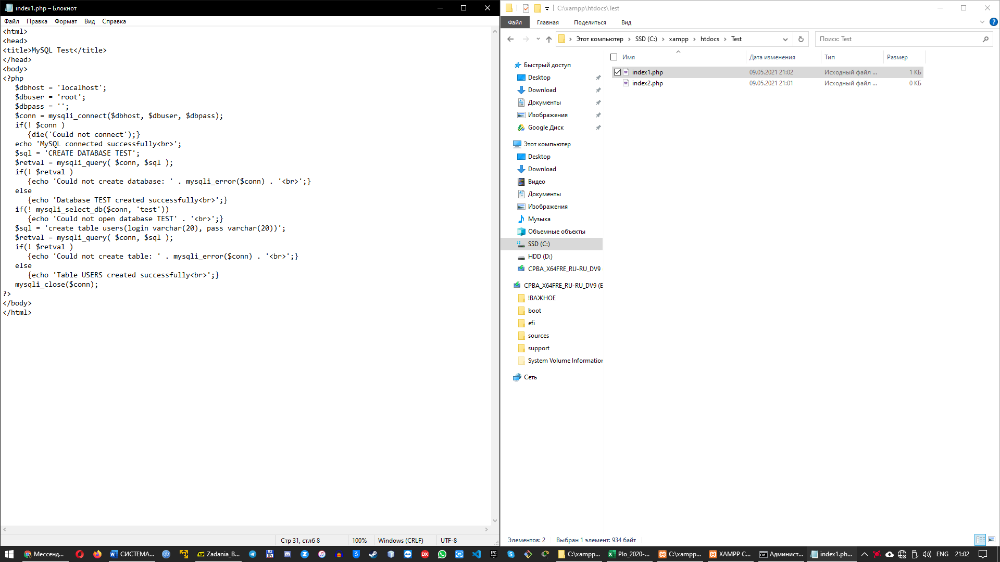 index1.php – Блокнот
Файл Правка Формат Вид Справка
<html>
<head>
<title>MySQL Test</title>
</head>
<body>
<?php
   $dbhost = 'localhost';
   $dbuser = 'root';
   $dbpass = '';
   $conn = mysqli_connect($dbhost, $dbuser, $dbpass);
   if(! $conn )
      {die('Could not connect');}
   echo 'MySQL connected successfully<br>';
   $sql = 'CREATE DATABASE TEST';
   $retval = mysqli_query( $conn, $sql );
   if(! $retval )
      {echo 'Could not create database: ' . mysqli_error($conn) . '<br>';}
   else
      {echo 'Database TEST created successfully<br>';}
   if(! mysqli_select_db($conn, 'test'))
      {echo 'Could not open database TEST' . '<br>';}
   $sql = 'create table users(login varchar(20), pass varchar(20))';
   $retval = mysqli_query( $conn, $sql );
   if(! $retval )
      {echo 'Could not create table: ' . mysqli_error($conn) . '<br>';}
   else
      {echo 'Table USERS created successfully<br>';}
   mysqli_close($conn);
?>
</body>
</html>
Стр 31, стлб 8 100% Windows (CRLF) UTF-8
C:\xampp\htdocs\Test
Файл Главная Поделиться Вид
Этот компьютер > SSD (C:) > xampp > htdocs > Test
Поиск: Test
Быстрый доступ
Desktop
Download
Документы
Изображения
Google Диск
Этот компьютер
Desktop
Download
Видео
Документы
Изображения
Музыка
Объемные объекты
SSD (C:)
HDD (D:)
CPBA_X64FRE_RU-RU_DV9
CPBA_X64FRE_RU-RU_DV9 (E
!ВАЖНОЕ
boot
efi
sources
support
System Volume Information
Сеть
Имя Дата изменения Тип Размер
index1.php 09.05.2021 21:02 Исходный файл ... 1 КБ
index2.php 09.05.2021 21:01 Исходный файл ... 0 КБ
Элементов: 2 Выбран 1 элемент: 934 байт
Мессенд... СИСТЕМА... Zadania_B... C:\xampp... Plo_2020-... C:\xampp... XAMPP C... Админист... index1.ph... ENG 21:02